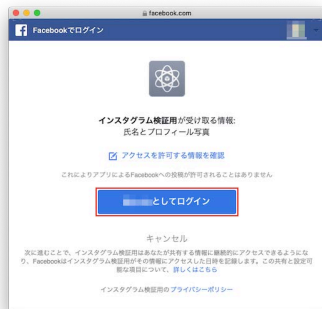 facebook.com
Facebookでログイン
インスタグラム検証用が受け取る情報:
氏名とプロフィール写真
アクセスを許可する情報を確認
これによりアプリによるFacebookへの投稿が許可されることはありません
としてログイン
キャンセル
次に進むことで、インスタグラム検証用はあなたが共有する情報に継続的にアクセスできるようにな
り、Facebookはインスタグラム検証用がその情報にアクセスした日時を記録します。この共有と設定可
能な項目について、詳しくはこちら
インスタグラム検証用のプライバシーポリシー